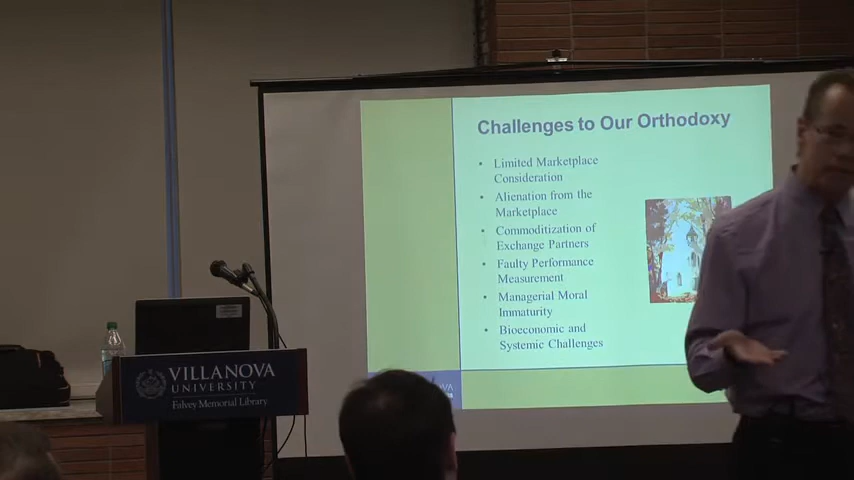 Challenges to Our Orthodoxy
• Limited Marketplace
Consideration
• Alienation from the
Marketplace
• Commoditization of
Exchange Partners
• Faulty Performance
Measurement
• Managerial Moral
Immaturity
• Bioeconomic and
Systemic Challenges
VILLANOVA
UNIVERSITY
Falvey Memorial Library